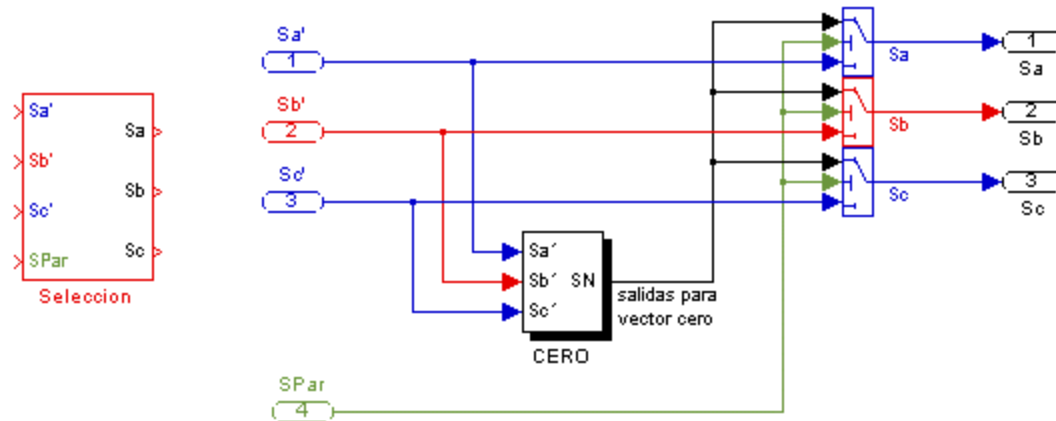 Sa'
Sb'
Sc'
SPar
Sa
Sb
Sc
Seleccion
Sa'
1
Sb'
2
Sc'
3
Sa´
Sb´
Sc´
SN
CERO
salidas para
vector cero
SPar
4
Sa
Sb
Sc
1
Sa
2
Sb
3
Sc